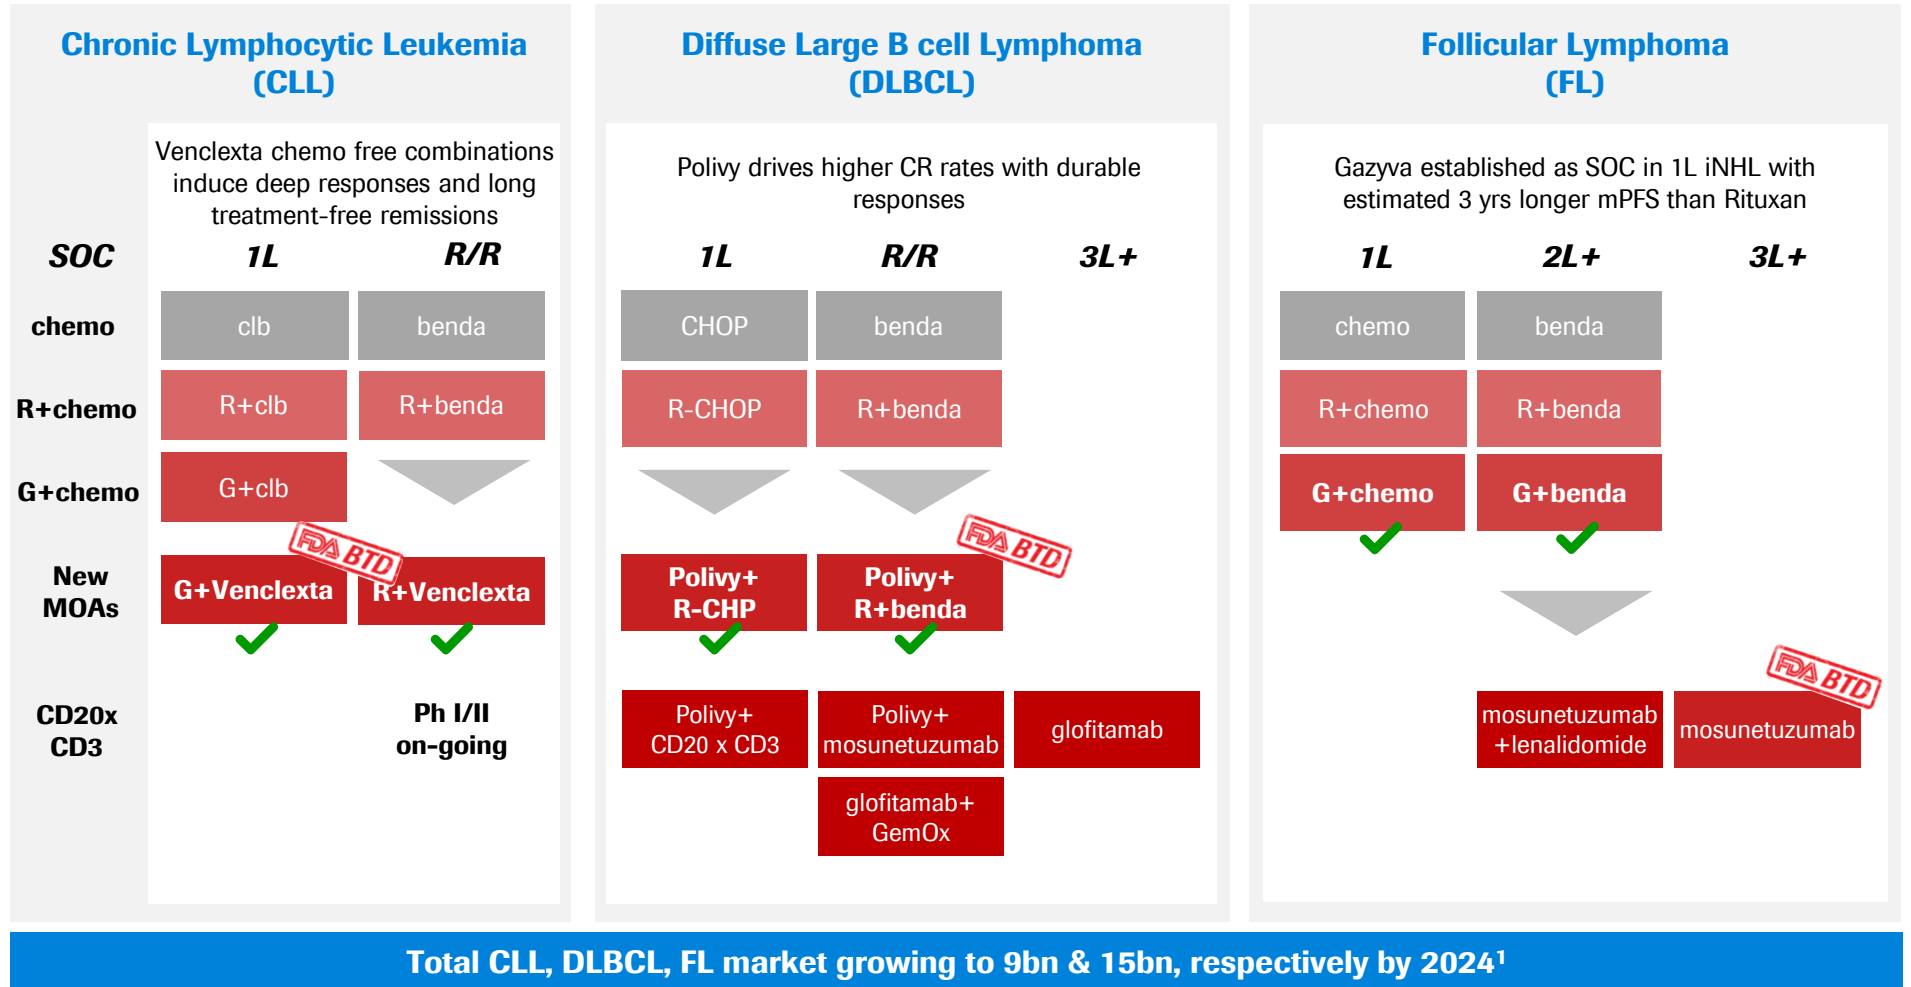 Chronic Lymphocytic Leukemia
(CLL)
Diffuse Large B cell Lymphoma
(DLBCL)
Follicular Lymphoma
(FL)
Venclexta chemo free combinations
induce deep responses and long
treatment-free remissions
Polivy drives higher CR rates with durable
responses
Gazyva established as SOC in 1L iNHL with
estimated 3 yrs longer mPFS than Rituxan
SOC
1L
R/R
1L
R/R
3L+
1L
2L+
3L+
chemo
clb
benda
CHOP
benda
chemo
benda
R+chemo
R+clb
R+benda
R-CHOP
R+benda
R+chemo
R+benda
G+chemo
G+clb
G+chemo
G+benda
FDA BTD
FDA BTD
New
MOAs
G+Venclexta
R+Venclexta
Polivy+
R-CHP
Polivy+
R+benda
FDA BTD
CD20x
CD3
Ph I/II
on-going
Polivy+
CD20 x CD3
Polivy+
mosunetuzumab
glofitamab
mosunetuzumab
+lenalidomide
mosunetuzumab
glofitamab+
GemOx
Total CLL, DLBCL, FL market growing to 9bn & 15bn, respectively by 2024¹